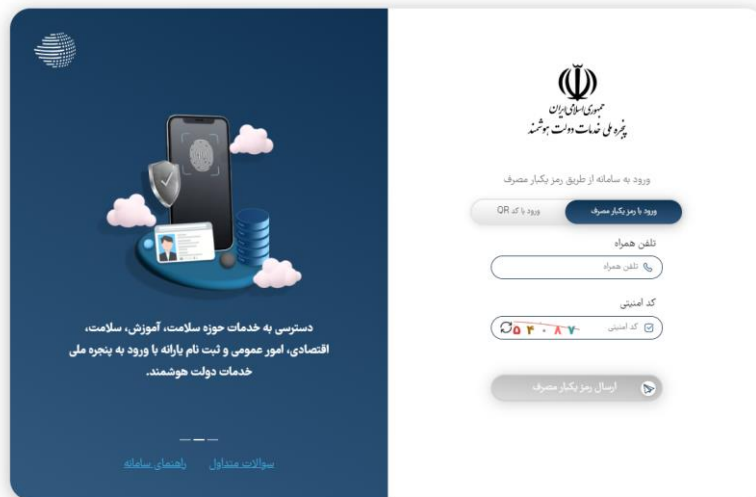 جمهوری اسلامی ایران
پنجره ملی خدمات دولت هوشمند
ورود به سامانه از طریق رمز یکبار مصرف
ورود با رمز یکبار مصرف
ورود با کد QR
تلفن همراه
تلفن همراه
کد امنیتی
کد امنیتی
۵۴۰۸۷
ارسال رمز یکبار مصرف
دسترسی به خدمات حوزه سلامت، آموزش، سلامت،
اقتصادی، امور عمومی و ثبت نام یارانه با ورود به پنجره ملی
خدمات دولت هوشمند.
سوالات متداول
راهنمای سامانه